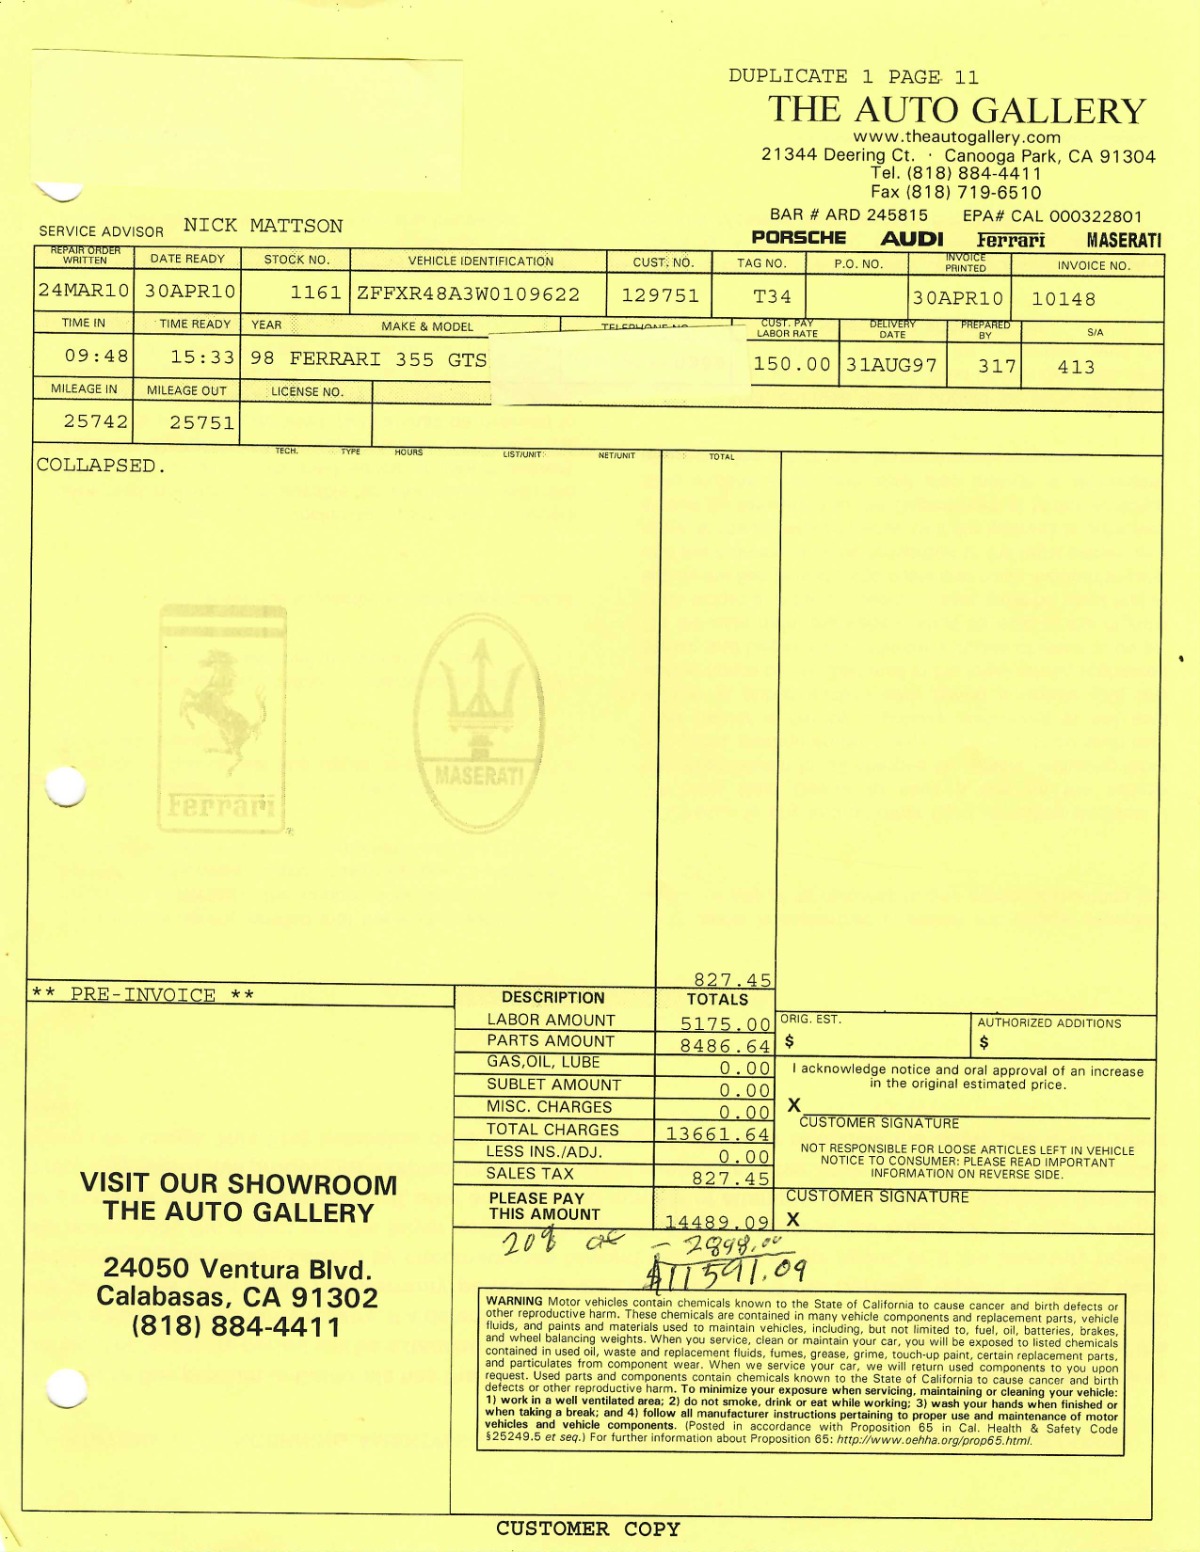 DUPLICATE 1 PAGE 11
THE AUTO GALLERY
www.theautogallery.com
21344 Deering Ct. · Canooga Park, CA 91304
Tel. (818) 884-4411
Fax (818) 719-6510
BAR # ARD 245815 EPA# CAL 000322801
SERVICE ADVISOR NICK MATTSON
PORSCHE AUDI Ferrari MASERATI
REPAIR ORDER WRITTEN DATE READY STOCK NO. VEHICLE IDENTIFICATION CUST. NO. TAG NO. P.O. NO. INVOICE PRINTED INVOICE NO.
24MAR10 30APR10 1161 ZFFXR48A3W0109622 129751 T34 30APR10 10148
TIME IN TIME READY YEAR MAKE & MODEL TELEPHONE NO. CUST. PAY LABOR RATE DELIVERY DATE PREPARED BY S/A
09:48 15:33 98 FERRARI 355 GTS 150.00 31AUG97 317 413
MILEAGE IN MILEAGE OUT LICENSE NO.
25742 25751
TECH. TYPE HOURS LIST/UNIT NET/UNIT TOTAL
COLLAPSED.
Ferrari
MASERATI
827.45
** PRE-INVOICE **
DESCRIPTION TOTALS
LABOR AMOUNT 5175.00
PARTS AMOUNT 8486.64
GAS,OIL, LUBE 0.00
SUBLET AMOUNT 0.00
MISC. CHARGES 0.00
TOTAL CHARGES 13661.64
LESS INS./ADJ. 0.00
SALES TAX 827.45
PLEASE PAY
THIS AMOUNT 14489.09
ORIG. EST. AUTHORIZED ADDITIONS
$ $
I acknowledge notice and oral approval of an increase
in the original estimated price.
X
CUSTOMER SIGNATURE
NOT RESPONSIBLE FOR LOOSE ARTICLES LEFT IN VEHICLE
NOTICE TO CONSUMER: PLEASE READ IMPORTANT
INFORMATION ON REVERSE SIDE.
CUSTOMER SIGNATURE
X
20% - 2898.00
$11591.09
VISIT OUR SHOWROOM
THE AUTO GALLERY
24050 Ventura Blvd.
Calabasas, CA 91302
(818) 884-4411
WARNING Motor vehicles contain chemicals known to the State of California to cause cancer and birth defects or
other reproductive harm. These chemicals are contained in many vehicle components and replacement parts, vehicle
fluids, and paints and materials used to maintain vehicles, including, but not limited to, fuel, oil, batteries, brakes,
and wheel balancing weights. When you service, clean or maintain your car, you will be exposed to listed chemicals
contained in used oil, waste and replacement fluids, fumes, grease, grime, touch-up paint, certain replacement parts,
and particulates from component wear. When we service your car, we will return used components to you upon
request. Used parts and components contain chemicals known to the State of California to cause cancer and birth
defects or other reproductive harm. To minimize your exposure when servicing, maintaining or cleaning your vehicle:
1) work in a well ventilated area; 2) do not smoke, drink or eat while working; 3) wash your hands when finished or
when taking a break; and 4) follow all manufacturer instructions pertaining to proper use and maintenance of motor
vehicles and vehicle components. (Posted in accordance with Proposition 65 in Cal. Health & Safety Code
§25249.5 et seq.) For further information about Proposition 65: http://www.oehha.org/prop65.html.
CUSTOMER COPY